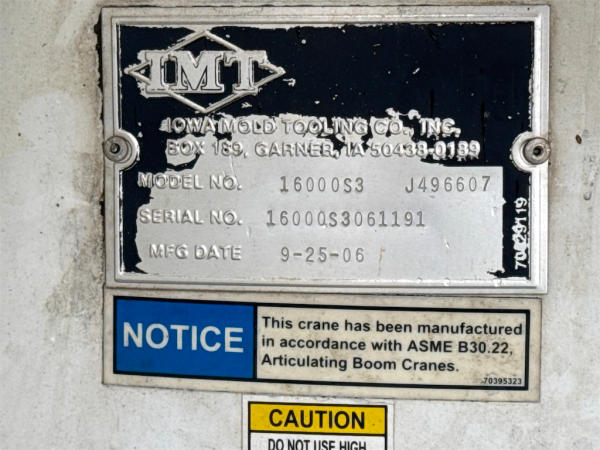 IMT
IOWA MOLD TOOLING CO., INC.
BOX 189, GARNER, IA 50438-0189
MODEL NO. 16000S3 J496607
SERIAL NO. 16000S3061191
MFG DATE 9-25-06
70029119
NOTICE
This crane has been manufactured
in accordance with ASME B30.22,
Articulating Boom Cranes.
70395323
CAUTION
DO NOT USE HIGH